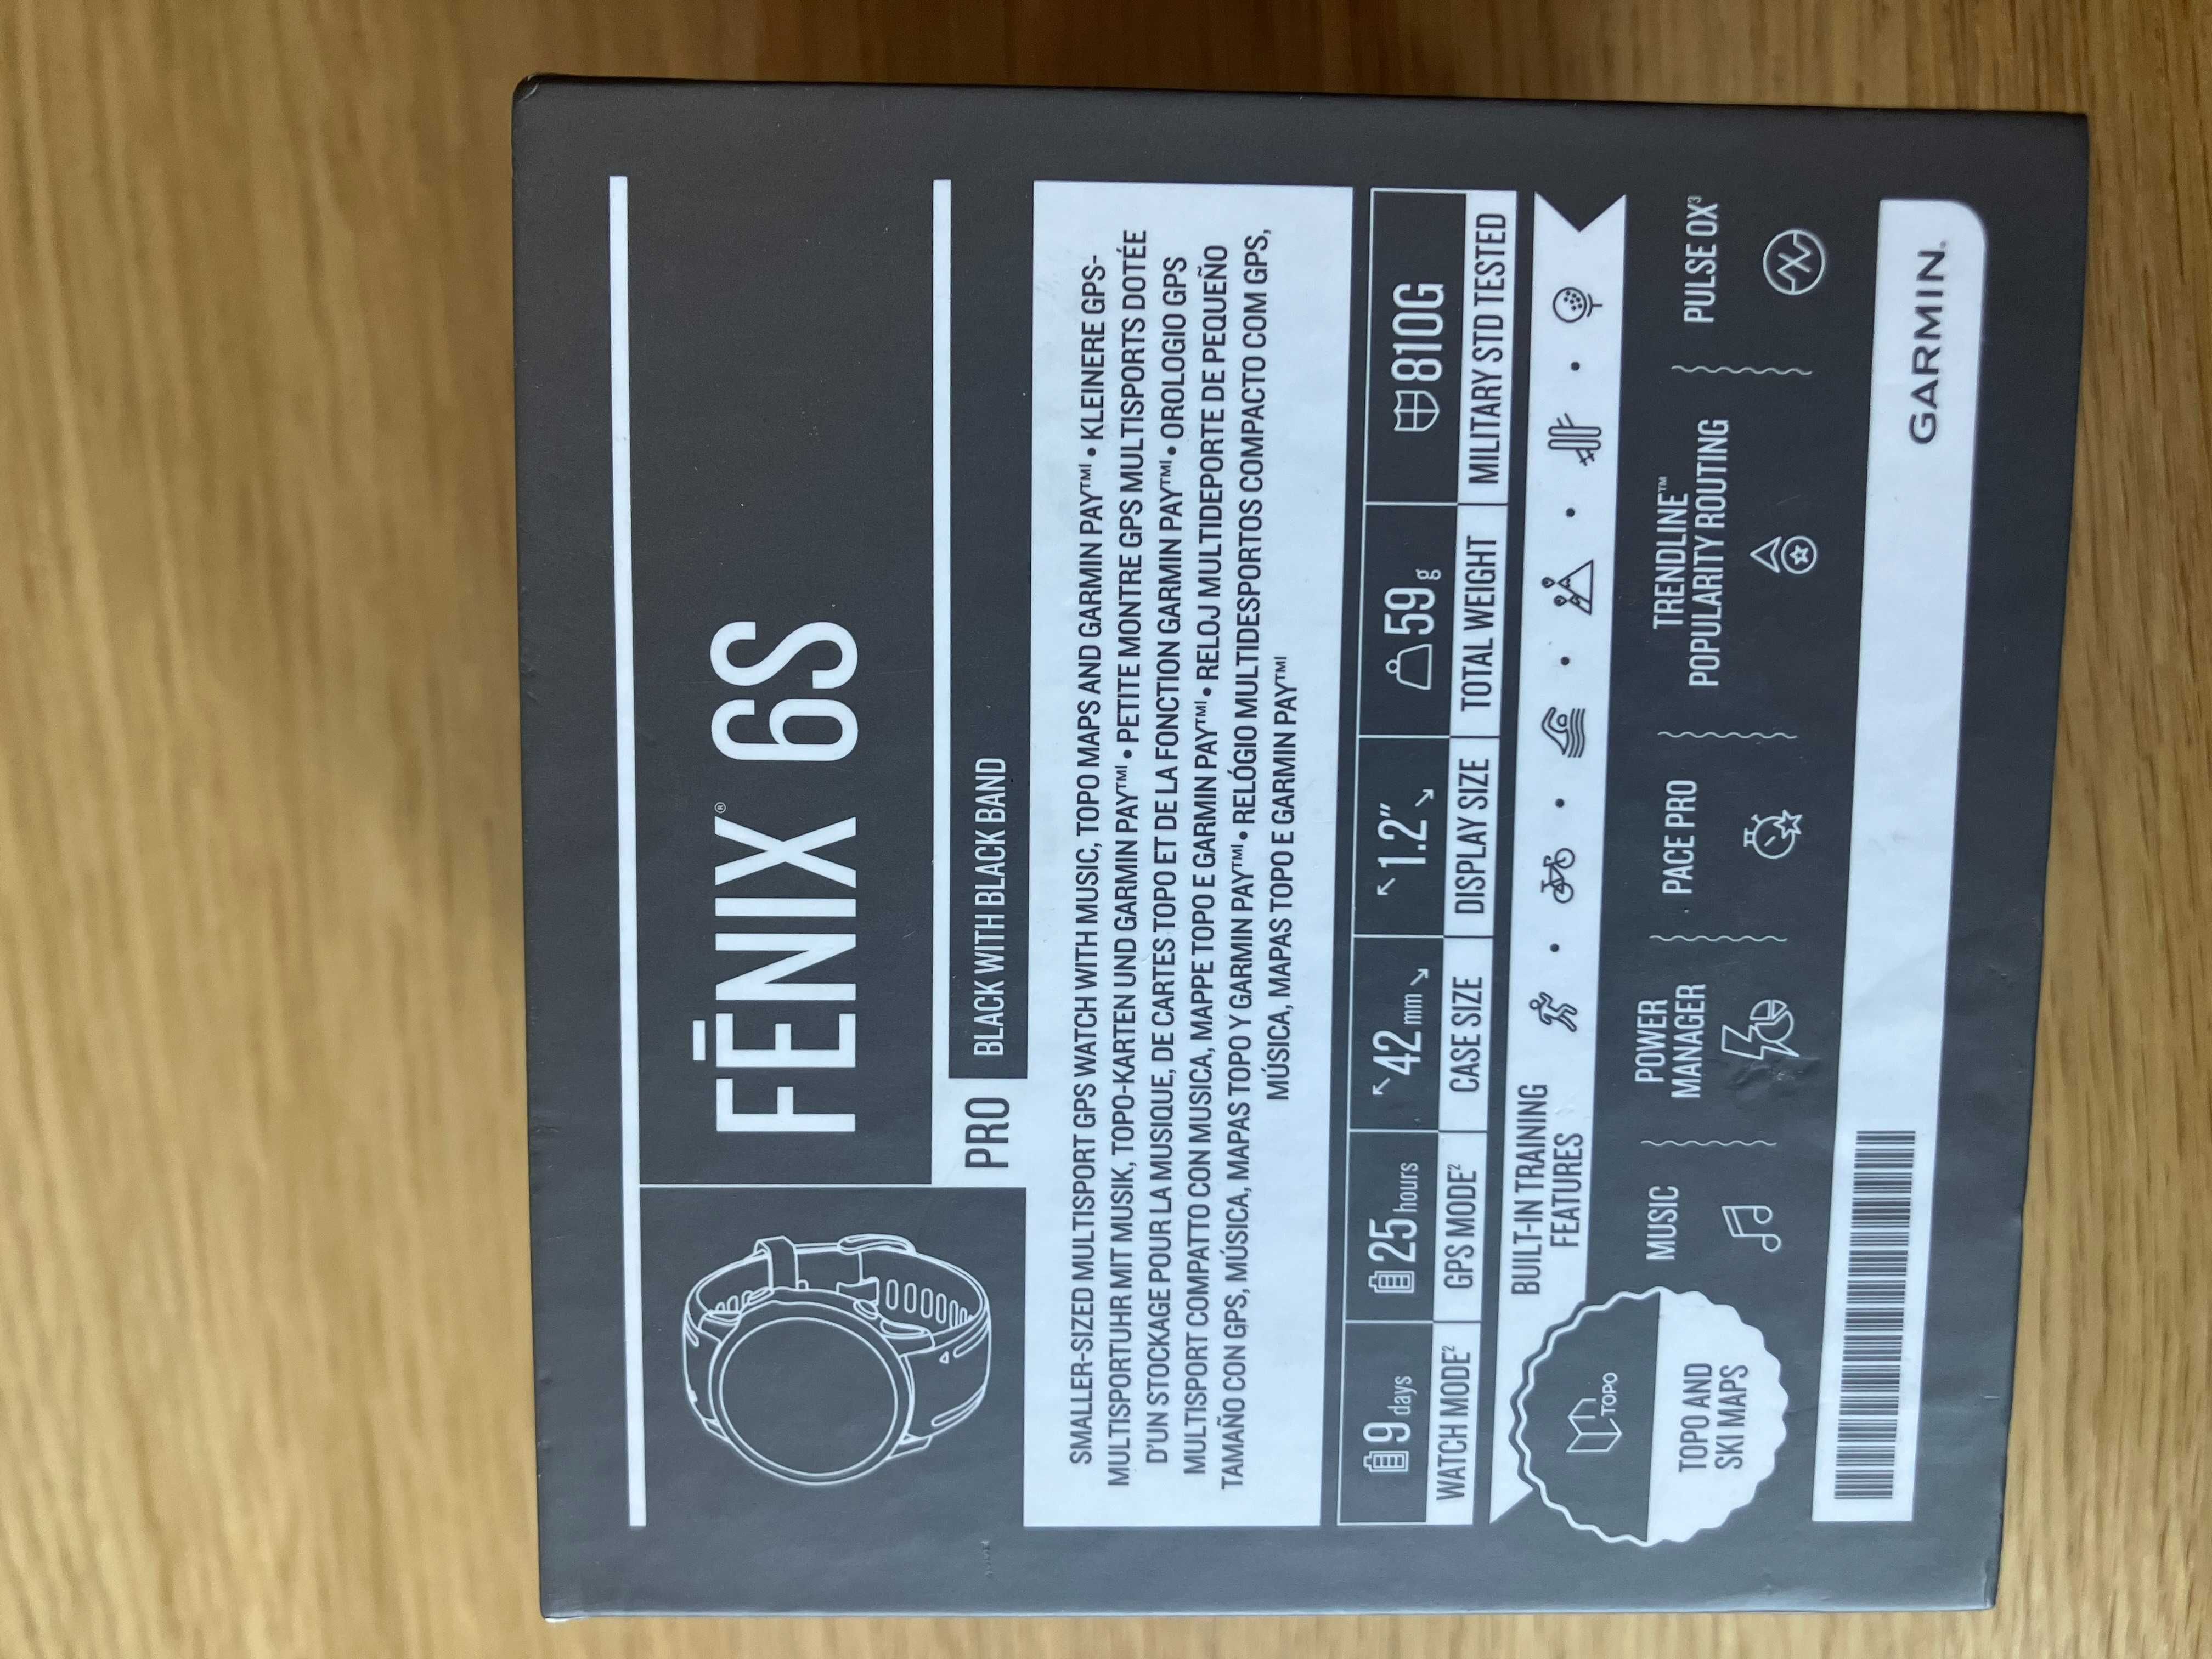 FĒNIX® 6S
PRO
BLACK WITH BLACK BAND
SMALLER-SIZED MULTISPORT GPS WATCH WITH MUSIC, TOPO MAPS AND GARMIN PAY™¹ • KLEINERE GPS-
MULTISPORTUHR MIT MUSIK, TOPO-KARTEN UND GARMIN PAY™¹ • PETITE MONTRE GPS MULTISPORTS DOTÉE
D'UN STOCKAGE POUR LA MUSIQUE, DE CARTES TOPO ET DE LA FONCTION GARMIN PAY™¹ • OROLOGIO GPS
MULTISPORT COMPATTO CON MUSICA, MAPPE TOPO E GARMIN PAY™¹ • RELOJ MULTIDEPORTE DE PEQUEÑO
TAMAÑO CON GPS, MÚSICA, MAPAS TOPO Y GARMIN PAY™¹ • RELÓGIO MULTIDESPORTOS COMPACTO COM GPS,
MÚSICA, MAPAS TOPO E GARMIN PAY™¹
9 days
WATCH MODE²
25 hours
GPS MODE²
42 mm
CASE SIZE
1.2"
DISPLAY SIZE
59 g
TOTAL WEIGHT
810G
MILITARY STD TESTED
BUILT-IN TRAINING
FEATURES
TOPO
TOPO AND
SKI MAPS
MUSIC
POWER
MANAGER
PACE PRO
TRENDLINE™
POPULARITY ROUTING
PULSE OX³
GARMIN®